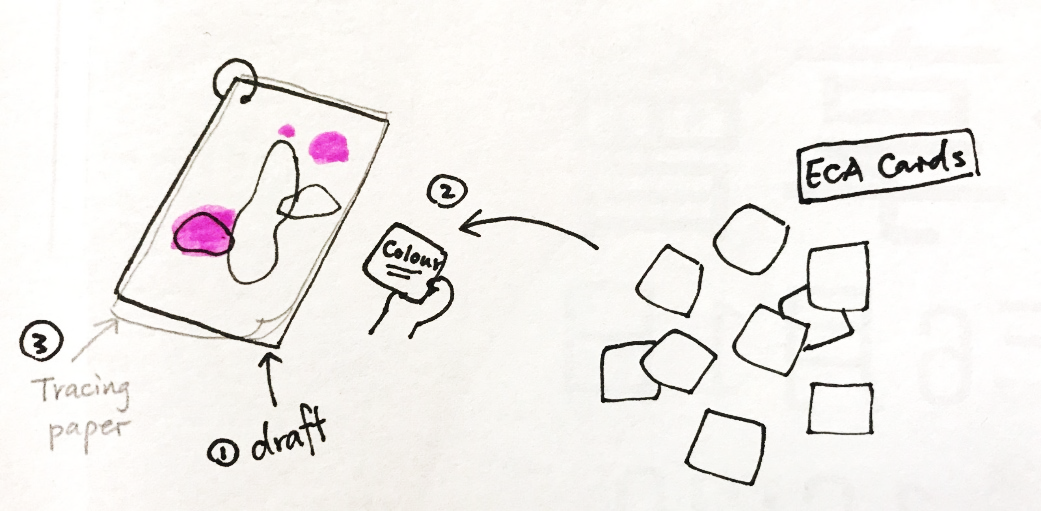 ECA Cards
②
Colour
③
Tracing
paper
① draft